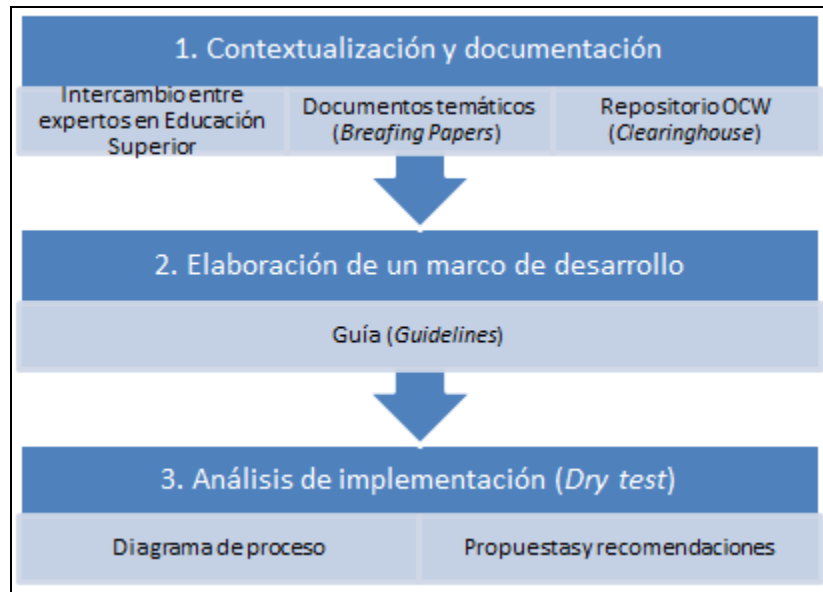 1. Contextualización y documentación
Intercambio entre
expertos en Educación
Superior
Documentos temáticos
(Breafing Papers)
Repositorio OCW
(Clearinghouse)
2. Elaboración de un marco de desarrollo
Guía (Guidelines)
3. Análisis de implementación (Dry test)
Diagrama de proceso
Propuestas y recomendaciones